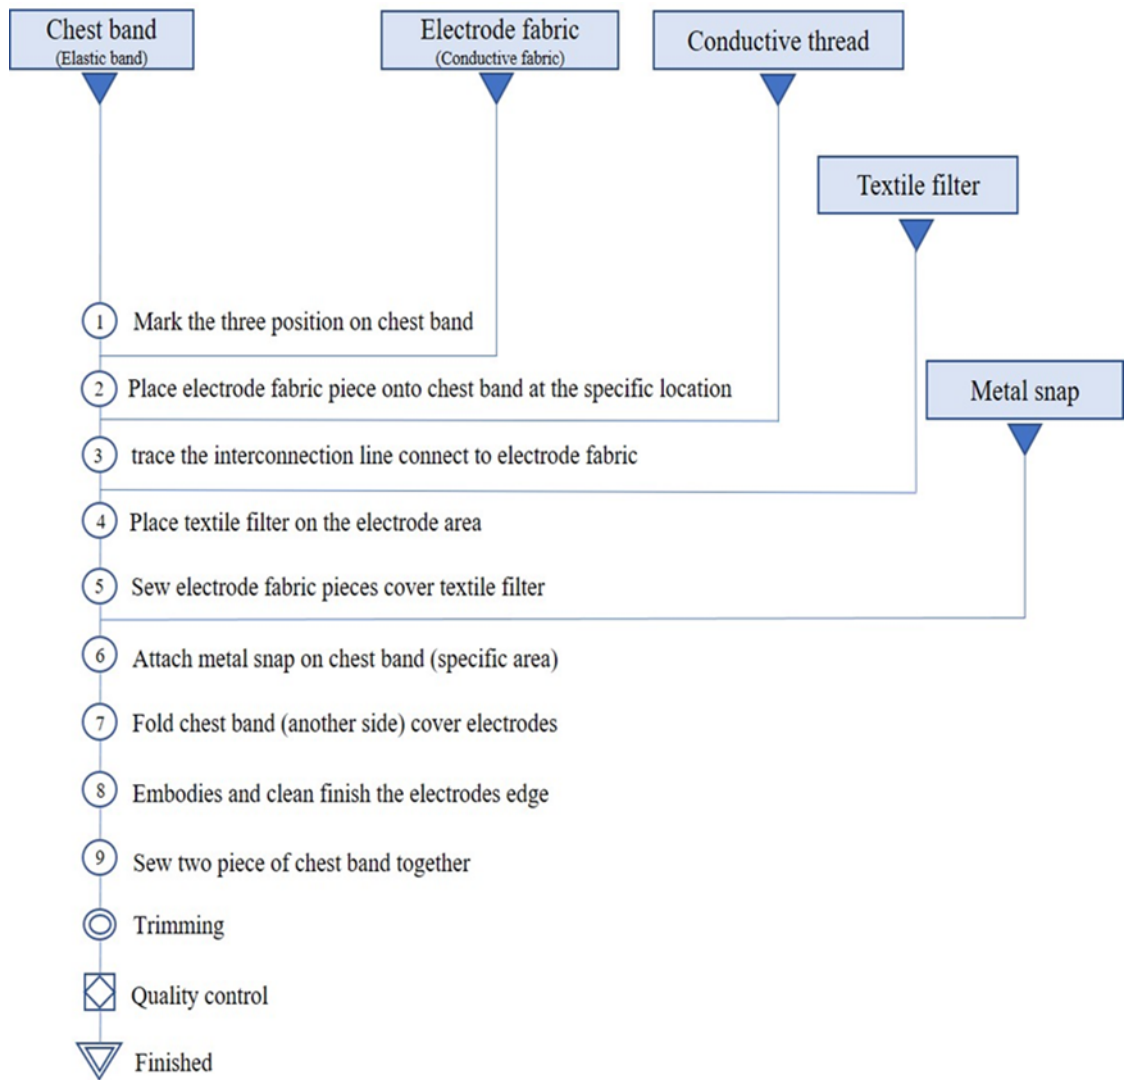 Chest band
(Elastic band)
Electrode fabric
(Conductive fabric)
Conductive thread
Textile filter
Metal snap
1 Mark the three position on chest band
2 Place electrode fabric piece onto chest band at the specific location
3 trace the interconnection line connect to electrode fabric
4 Place textile filter on the electrode area
5 Sew electrode fabric pieces cover textile filter
6 Attach metal snap on chest band (specific area)
7 Fold chest band (another side) cover electrodes
8 Embodies and clean finish the electrodes edge
9 Sew two piece of chest band together
Trimming
Quality control
Finished